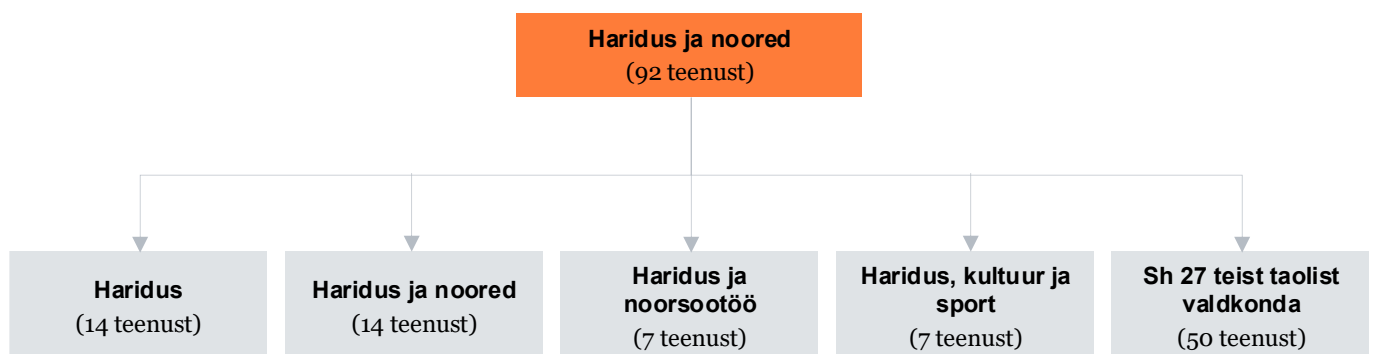 Haridus ja noored
(92 teenust)
Haridus
(14 teenust)
Haridus ja noored
(14 teenust)
Haridus ja
noorsootöö
(7 teenust)
Haridus, kultuur ja
sport
(7 teenust)
Sh 27 teist taolist
valdkonda
(50 teenust)